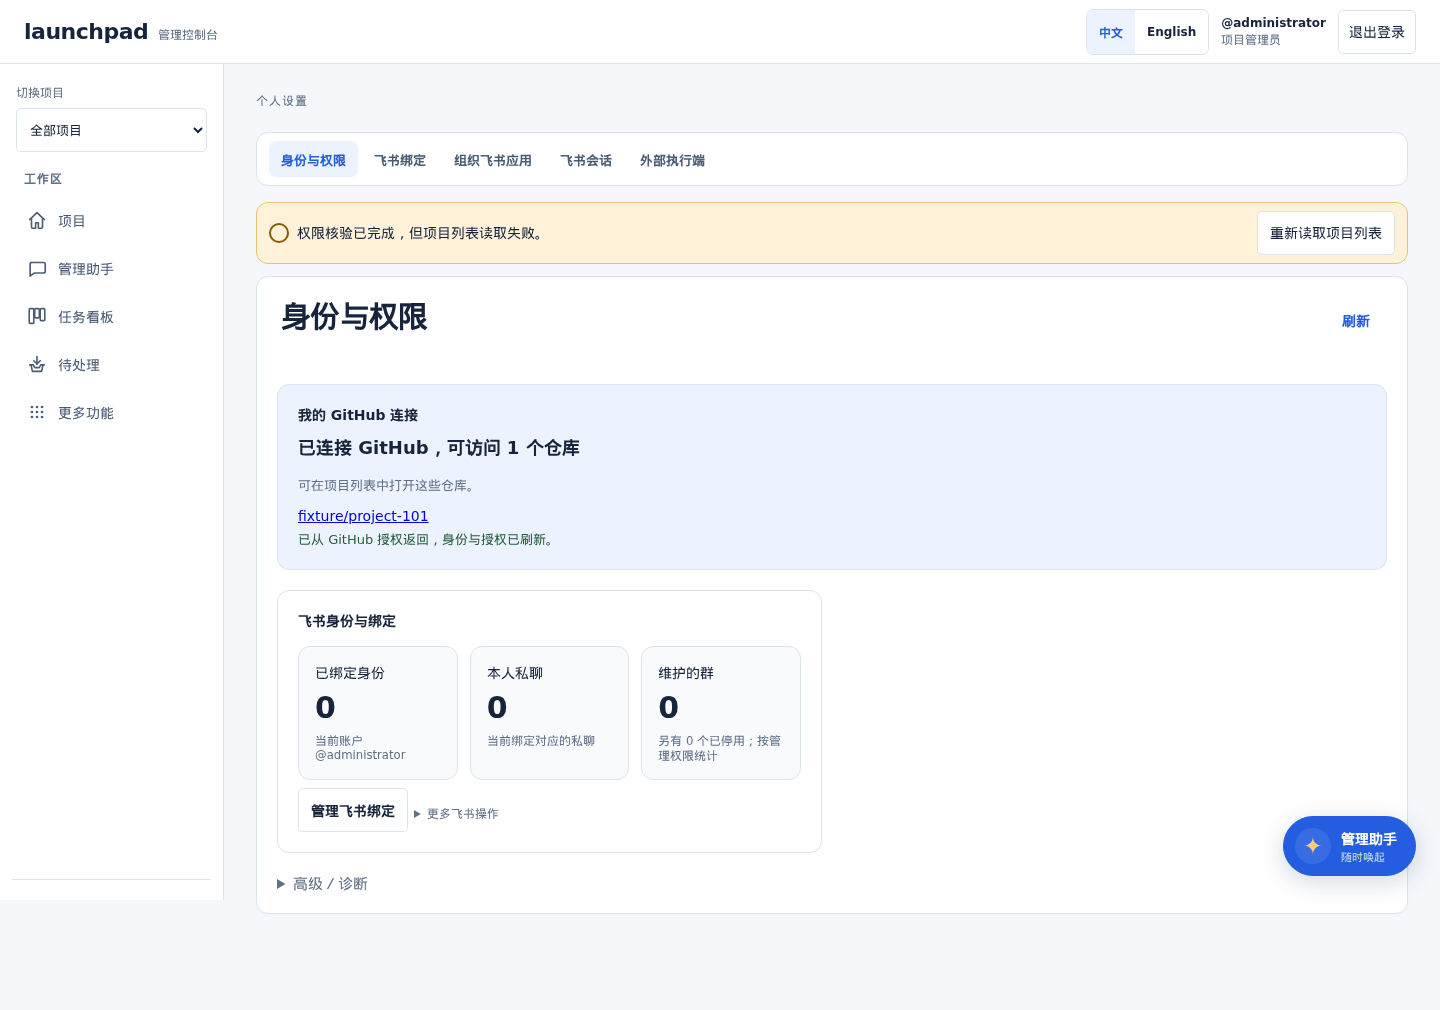 launchpad 管理控制台
中文 English
@administrator
项目管理员
退出登录
切换项目
全部项目
工作区
项目
管理助手
任务看板
待处理
更多功能
个人设置
身份与权限 飞书绑定 组织飞书应用 飞书会话 外部执行端
权限核验已完成，但项目列表读取失败。
重新读取项目列表
身份与权限
刷新
我的 GitHub 连接
已连接 GitHub，可访问 1 个仓库
可在项目列表中打开这些仓库。
fixture/project-101
已从 GitHub 授权返回，身份与授权已刷新。
飞书身份与绑定
已绑定身份
0
当前账户
@administrator
本人私聊
0
当前绑定对应的私聊
维护的群
0
另有 0 个已停用；按管
理权限统计
管理飞书绑定
更多飞书操作
管理助手
随时唤起
高级 / 诊断